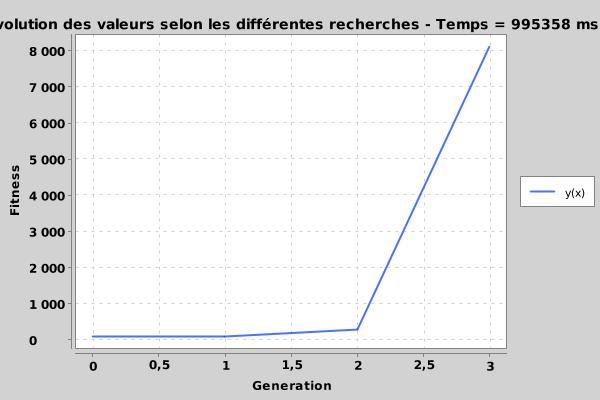 volution des valeurs selon les différentes recherches - Temps = 995358 ms
8 000
7 000
6 000
5 000
4 000
3 000
2 000
1 000
0
Fitness
0 0,5 1 1,5 2 2,5 3
Generation
y(x)